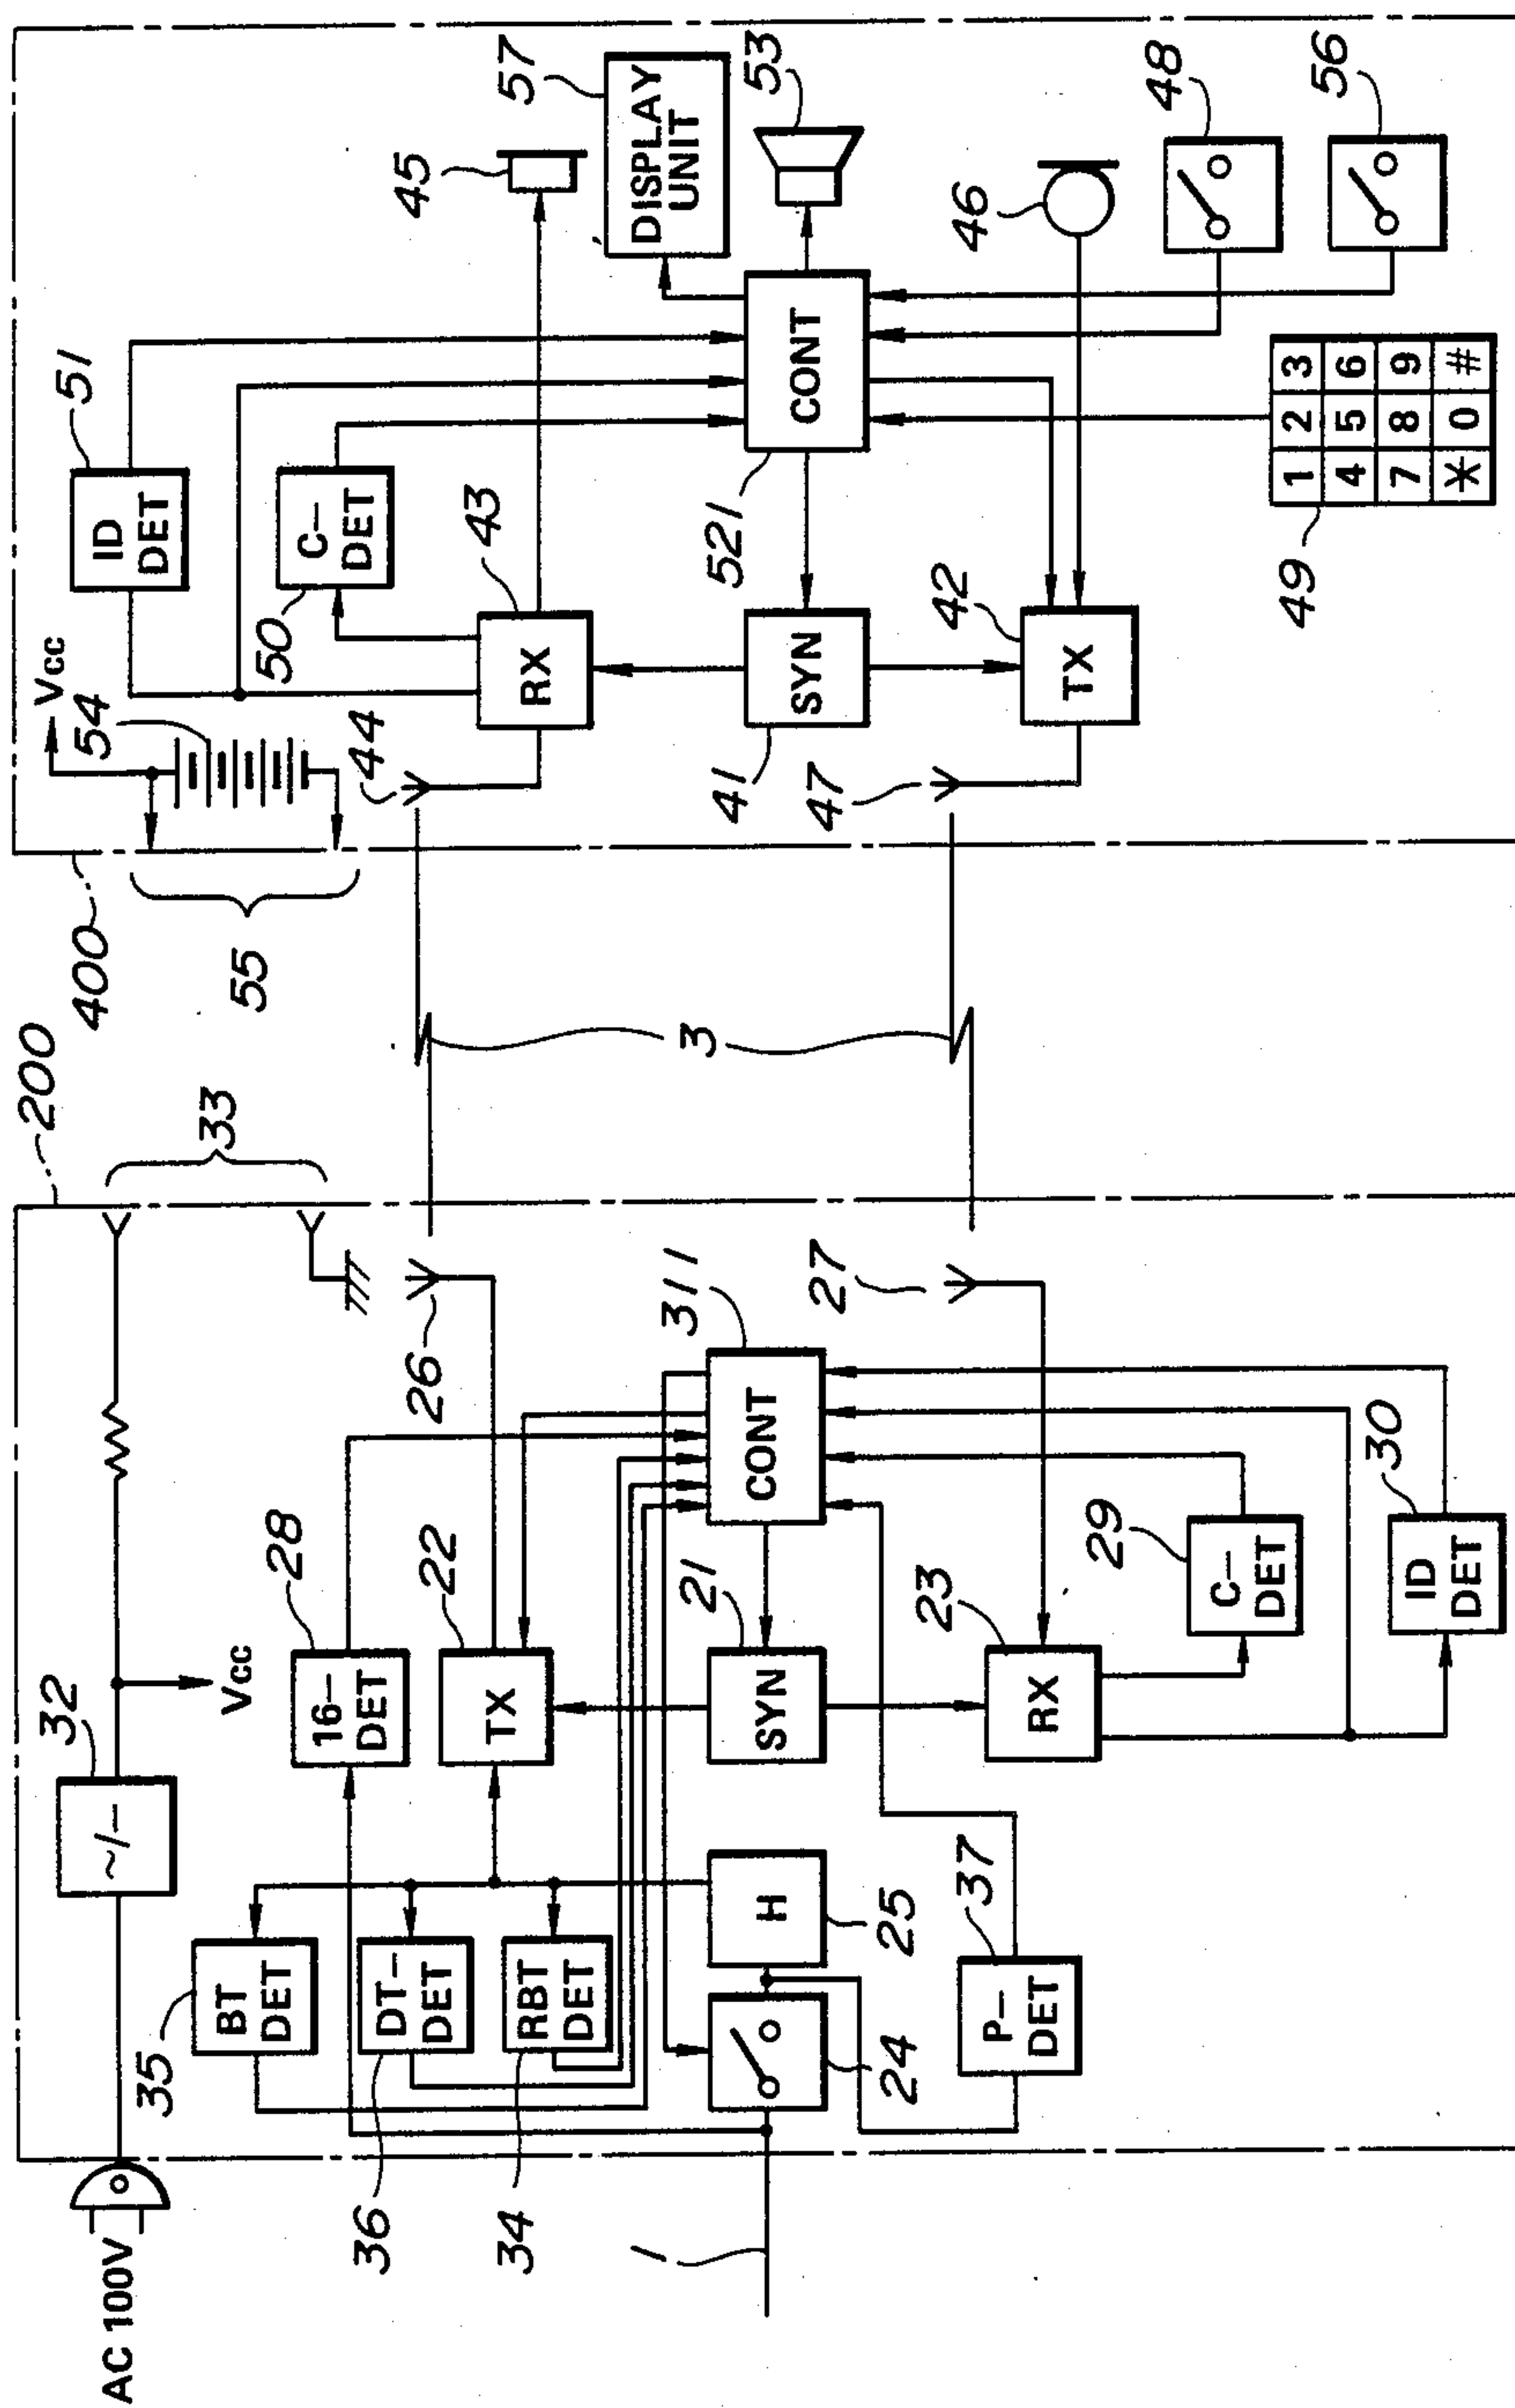 AC 100V
32
~/−
Vcc
33
200
35
BT
DET
36
DT-
DET
34
RBT
DET
28
16-
DET
22
TX
26
1
24
25
H
21
SYN
311
CONT
27
37
P-
DET
23
RX
29
C-
DET
30
ID
DET
3
400
55
54
Vcc
51
ID
DET
50
C-
DET
44
43
RX
45
57
DISPLAY
UNIT
53
41
SYN
521
CONT
47
42
TX
46
48
56
49
1 2 3
4 5 6
7 8 9
* 0 #